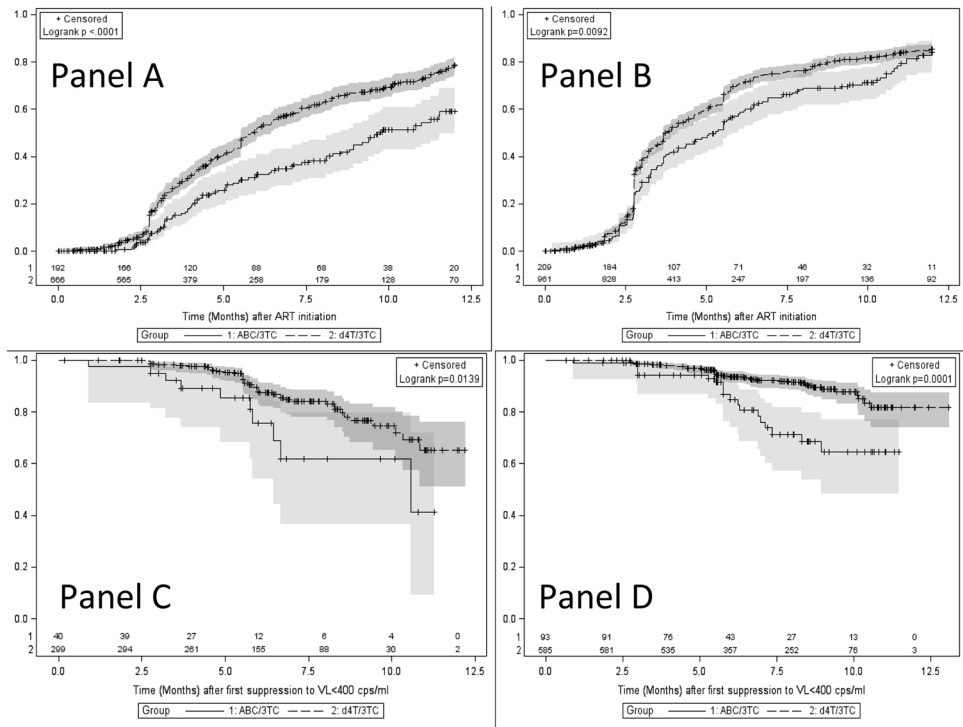 + Censored
Logrank p <.0001
Panel A
1.0
0.8
0.6
0.4
0.2
0.0
1 192 166 120 88 68 38 20
2 666 565 379 258 179 128 70
0.0 2.5 5.0 7.5 10.0 12.5
Time (Months) after ART initiation
Group 1: ABC/3TC 2: d4T/3TC
+ Censored
Logrank p=0.0092
Panel B
1.0
0.8
0.6
0.4
0.2
0.0
1 209 184 107 71 46 32 11
2 961 828 413 247 197 136 92
0.0 2.5 5.0 7.5 10.0 12.5
Time (Months) after ART initiation
Group 1: ABC/3TC 2: d4T/3TC
+ Censored
Logrank p=0.0139
1.0
0.8
0.6
0.4
0.2
0.0
Panel C
1 40 39 27 12 6 4 0
2 299 294 261 155 88 30 2
0.0 2.5 5.0 7.5 10.0 12.5
Time (Months) after first suppression to VL<400 cps/ml
Group 1: ABC/3TC 2: d4T/3TC
+ Censored
Logrank p=0.0001
1.0
0.8
0.6
0.4
0.2
0.0
Panel D
1 93 91 76 43 27 13 0
2 585 581 535 357 252 76 3
0.0 2.5 5.0 7.5 10.0 12.5
Time (Months) after first suppression to VL<400 cps/ml
Group 1: ABC/3TC 2: d4T/3TC